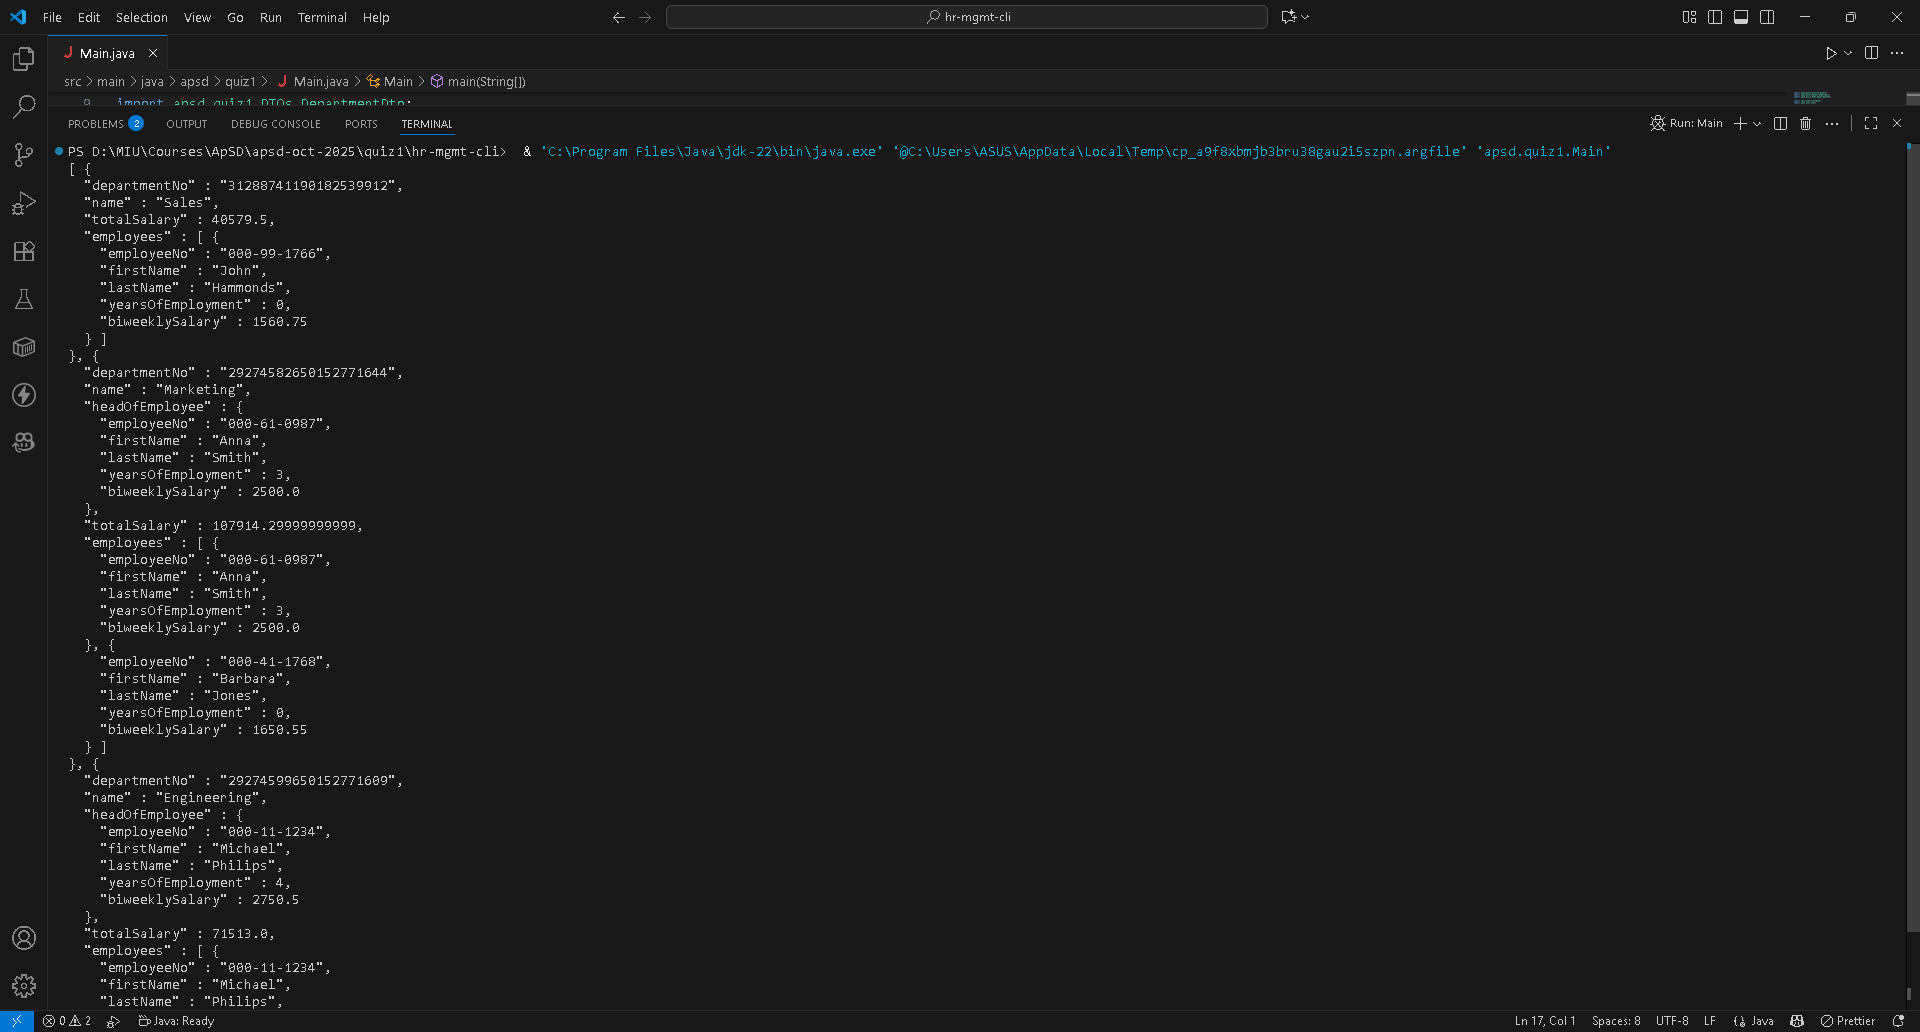 File Edit Selection View Go Run Terminal Help
hr-mgmt-cli
Main.java
src > main > java > apsd > quiz1 > Main.java > Main > main(String[])
9 import apsd.quiz1.DTOs.DepartmentDto;
PROBLEMS 2 OUTPUT DEBUG CONSOLE PORTS TERMINAL
Run: Main
PS D:\MIU\Courses\ApSD\apsd-oct-2025\quiz1\hr-mgmt-cli> & 'C:\Program Files\Java\jdk-22\bin\java.exe' '@C:\Users\ASUS\AppData\Local\Temp\cp_a9f8xbmjb3bru38gau2i5szpn.argfile' 'apsd.quiz1.Main'
[ {
"departmentNo" : "31288741190182539912",
"name" : "Sales",
"totalSalary" : 40579.5,
"employees" : [ {
"employeeNo" : "000-99-1766",
"firstName" : "John",
"lastName" : "Hammonds",
"yearsOfEmployment" : 0,
"biweeklySalary" : 1560.75
} ]
}, {
"departmentNo" : "29274582650152771644",
"name" : "Marketing",
"headOfEmployee" : {
"employeeNo" : "000-61-0987",
"firstName" : "Anna",
"lastName" : "Smith",
"yearsOfEmployment" : 3,
"biweeklySalary" : 2500.0
},
"totalSalary" : 107914.29999999999,
"employees" : [ {
"employeeNo" : "000-61-0987",
"firstName" : "Anna",
"lastName" : "Smith",
"yearsOfEmployment" : 3,
"biweeklySalary" : 2500.0
}, {
"employeeNo" : "000-41-1768",
"firstName" : "Barbara",
"lastName" : "Jones",
"yearsOfEmployment" : 0,
"biweeklySalary" : 1650.55
} ]
}, {
"departmentNo" : "29274599650152771609",
"name" : "Engineering",
"headOfEmployee" : {
"employeeNo" : "000-11-1234",
"firstName" : "Michael",
"lastName" : "Philips",
"yearsOfEmployment" : 4,
"biweeklySalary" : 2750.5
},
"totalSalary" : 71513.0,
"employees" : [ {
"employeeNo" : "000-11-1234",
"firstName" : "Michael",
"lastName" : "Philips",
0 2 Java: Ready Ln 17, Col 1 Spaces: 8 UTF-8 LF Java Prettier